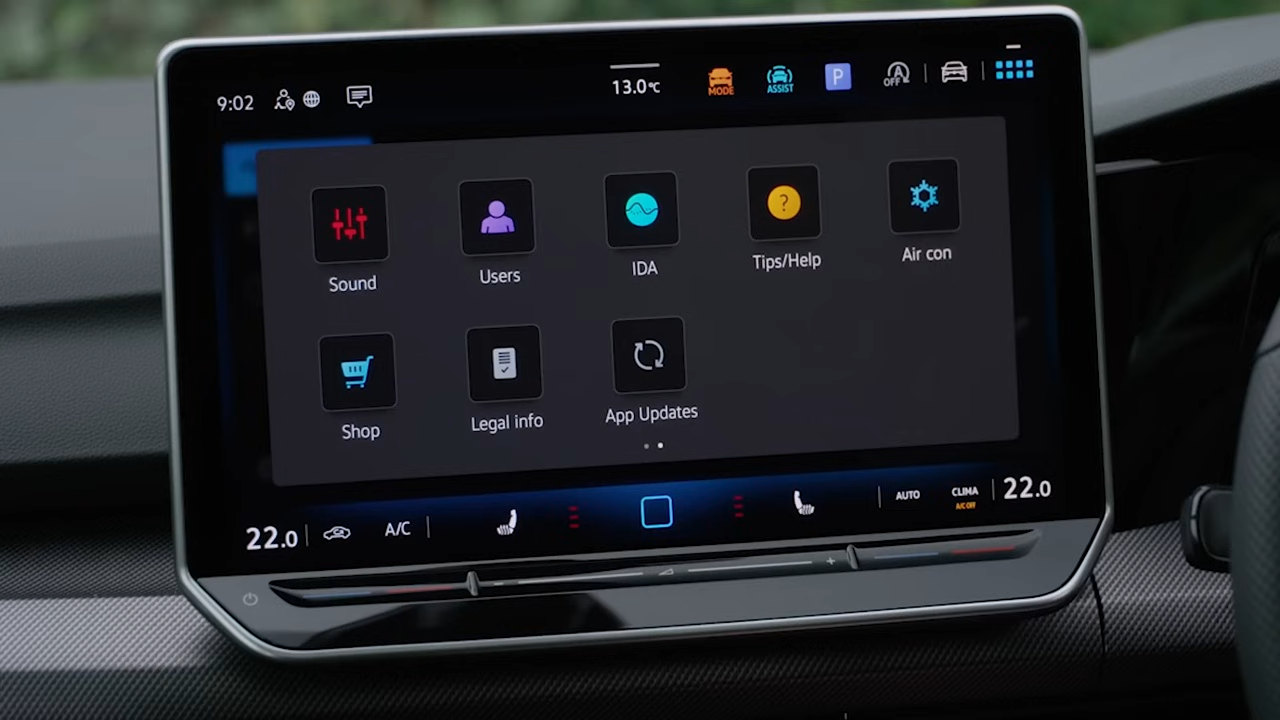 9:02
13.0°C
MODE
ASSIST
P
A
OFF
Sound
Users
IDA
?
Tips/Help
Air con
Shop
Legal info
App Updates
22.0
A/C
AUTO
CLIMA
A/C OFF
22.0
- +